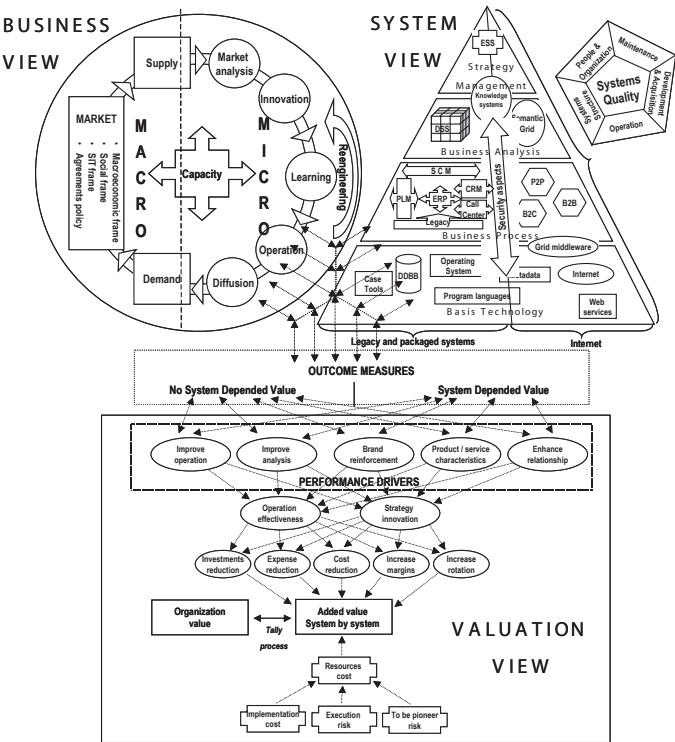 BUSINESS
VIEW
Supply
Market
analysis
Innovation
Learning
Operation
Diffusion
Demand
MARKET
• Macroeconomic frame
• Social frame
• SIT frame
• Agreements policy
MACRO
MICRO
Capacity
Reengineering
SYSTEM
VIEW
ESS
Strategy
Management
Knowledge
systems
DSS
Semantic
Grid
Business Analysis
SCM
PLM
ERP
CRM
Call
Center
Legacy
Business Process
Security aspects
P2P
B2B
B2C
Grid middleware
Case
Tools
DDBB
Operating
System
tadata
Internet
Program languages
Web
services
Basis Technology
Legacy and packaged systems
Internet
People &
Organization
Maintenance
Development
& Acquisition
Operation
Systems
Structure
Systems
Quality
OUTCOME MEASURES
No System Depended Value
System Depended Value
Improve
operation
Improve
analysis
Brand
reinforcement
Product / service
characteristics
Enhance
relationship
PERFORMANCE DRIVERS
Operation
effectiveness
Strategy
innovation
Investments
reduction
Expense
reduction
Cost
reduction
Increase
margins
Increase
rotation
Organization
value
Tally
process
Added value
System by system
VALUATION
VIEW
Resources
cost
Implementation
cost
Execution
risk
To be pioneer
risk